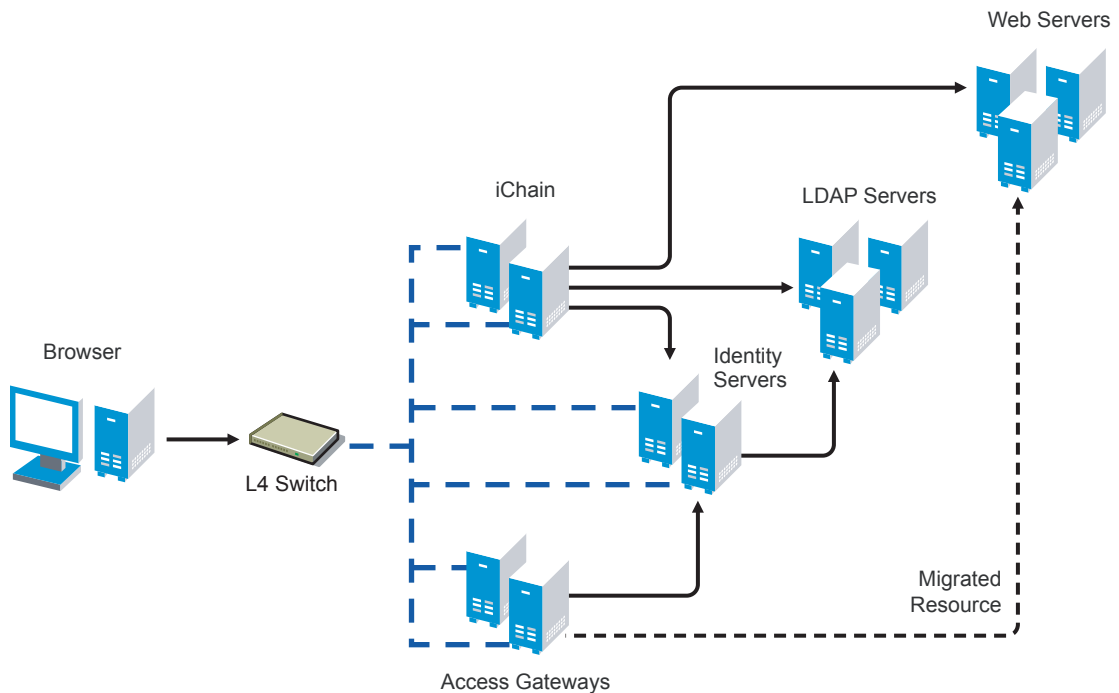 Web Servers
iChain
LDAP Servers
Browser
Identity
Servers
L4 Switch
Migrated
Resource
Access Gateways